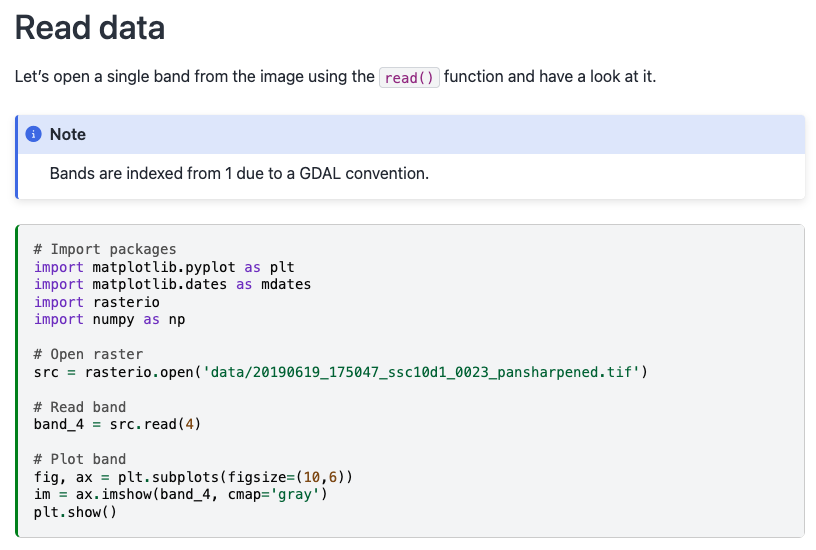 Read data
Let's open a single band from the image using the read() function and have a look at it.
Note
Bands are indexed from 1 due to a GDAL convention.
# Import packages
import matplotlib.pyplot as plt
import matplotlib.dates as mdates
import rasterio
import numpy as np

# Open raster
src = rasterio.open('data/20190619_175047_ssc10d1_0023_pansharpened.tif')

# Read band
band_4 = src.read(4)

# Plot band
fig, ax = plt.subplots(figsize=(10,6))
im = ax.imshow(band_4, cmap='gray')
plt.show()